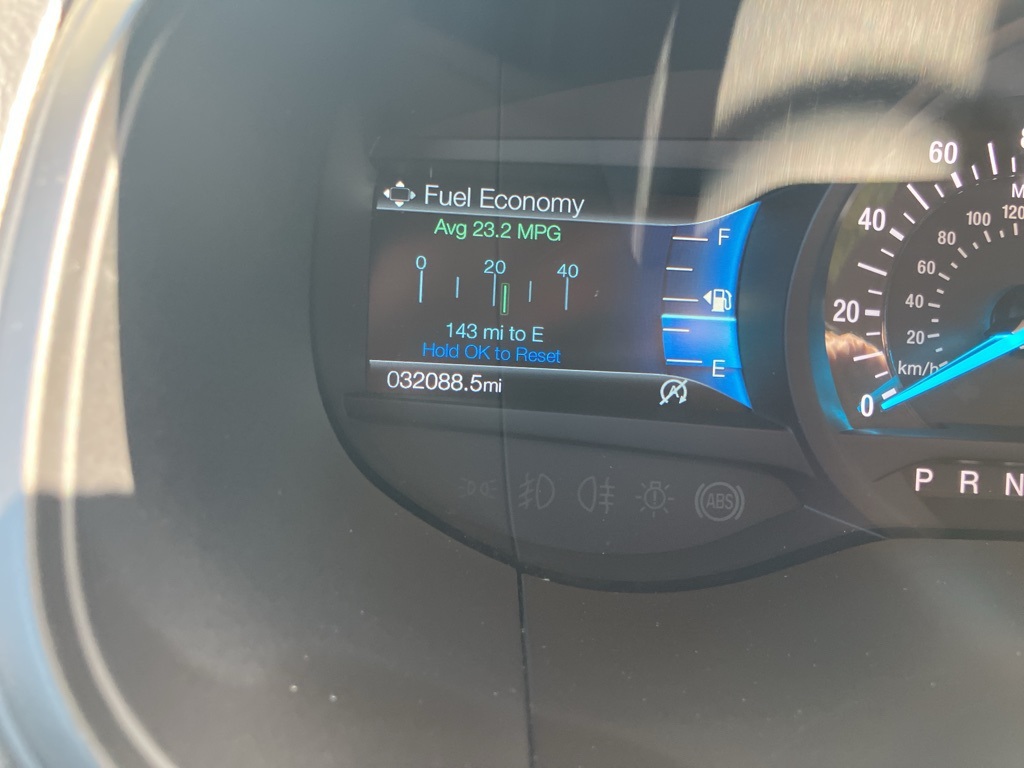 Fuel Economy
Avg 23.2 MPG
0 20 40
143 mi to E
Hold OK to Reset
032088.5mi
F
E
0 20 40 60
km/h 20 40 60 80 100 120
ABS
P R N